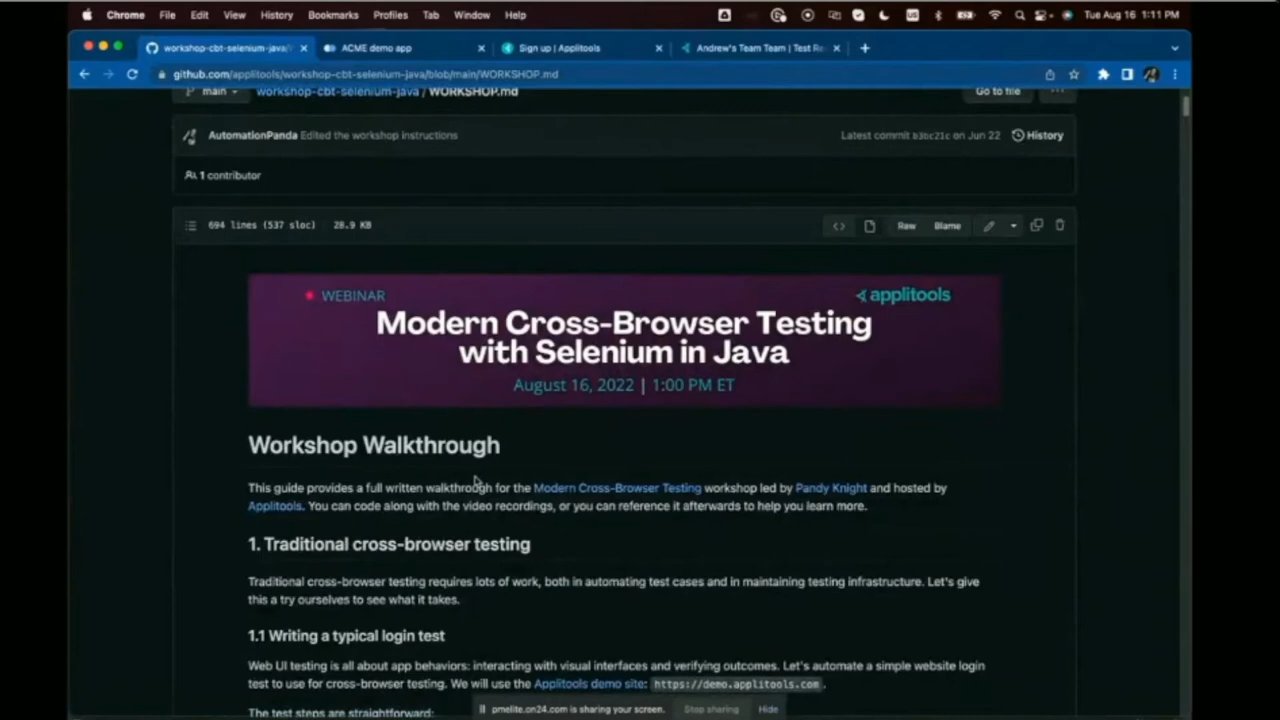 Chrome File Edit View History Bookmarks Profiles Tab Window Help Tue Aug 16 1:11 PM
workshop-cbt-selenium-java/ ACME demo app Sign up | Applitools Andrew's Team Team | Test Re
github.com/applitools/workshop-cbt-selenium-java/blob/main/WORKSHOP.md
main workshop-cbt-selenium-java / WORKSHOP.md Go to file
AutomationPanda Edited the workshop instructions Latest commit b3bc21c on Jun 22 History
1 contributor
694 lines (537 sloc) 28.9 KB Raw Blame
WEBINAR applitools
Modern Cross-Browser Testing
with Selenium in Java
August 16, 2022 | 1:00 PM ET
Workshop Walkthrough
This guide provides a full written walkthrough for the Modern Cross-Browser Testing workshop led by Pandy Knight and hosted by
Applitools. You can code along with the video recordings, or you can reference it afterwards to help you learn more.
1. Traditional cross-browser testing
Traditional cross-browser testing requires lots of work, both in automating test cases and in maintaining testing infrastructure. Let's give
this a try ourselves to see what it takes.
1.1 Writing a typical login test
Web UI testing is all about app behaviors: interacting with visual interfaces and verifying outcomes. Let's automate a simple website login
test to use for cross-browser testing. We will use the Applitools demo site: https://demo.applitools.com.
The test steps are straightforward:
pmelite.on24.com is sharing your screen. Stop sharing Hide